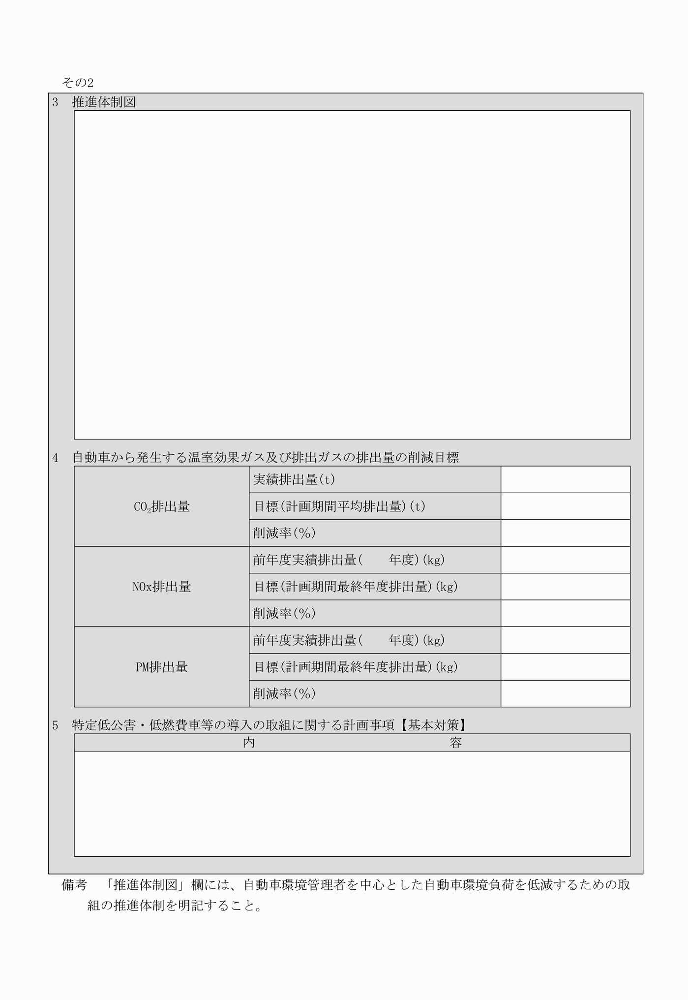 その2
3　推進体制図
4　自動車から発生する温室効果ガス及び排出ガスの排出量の削減目標
CO₂排出量
実績排出量(t)
目標(計画期間平均排出量)(t)
削減率(%)
NOx排出量
前年度実績排出量(　　年度)(kg)
目標(計画期間最終年度排出量)(kg)
削減率(%)
PM排出量
前年度実績排出量(　　年度)(kg)
目標(計画期間最終年度排出量)(kg)
削減率(%)
5　特定低公害・低燃費車等の導入の取組に関する計画事項【基本対策】
内　　　容
備考　「推進体制図」欄には、自動車環境管理者を中心とした自動車環境負荷を低減するための取
組の推進体制を明記すること。